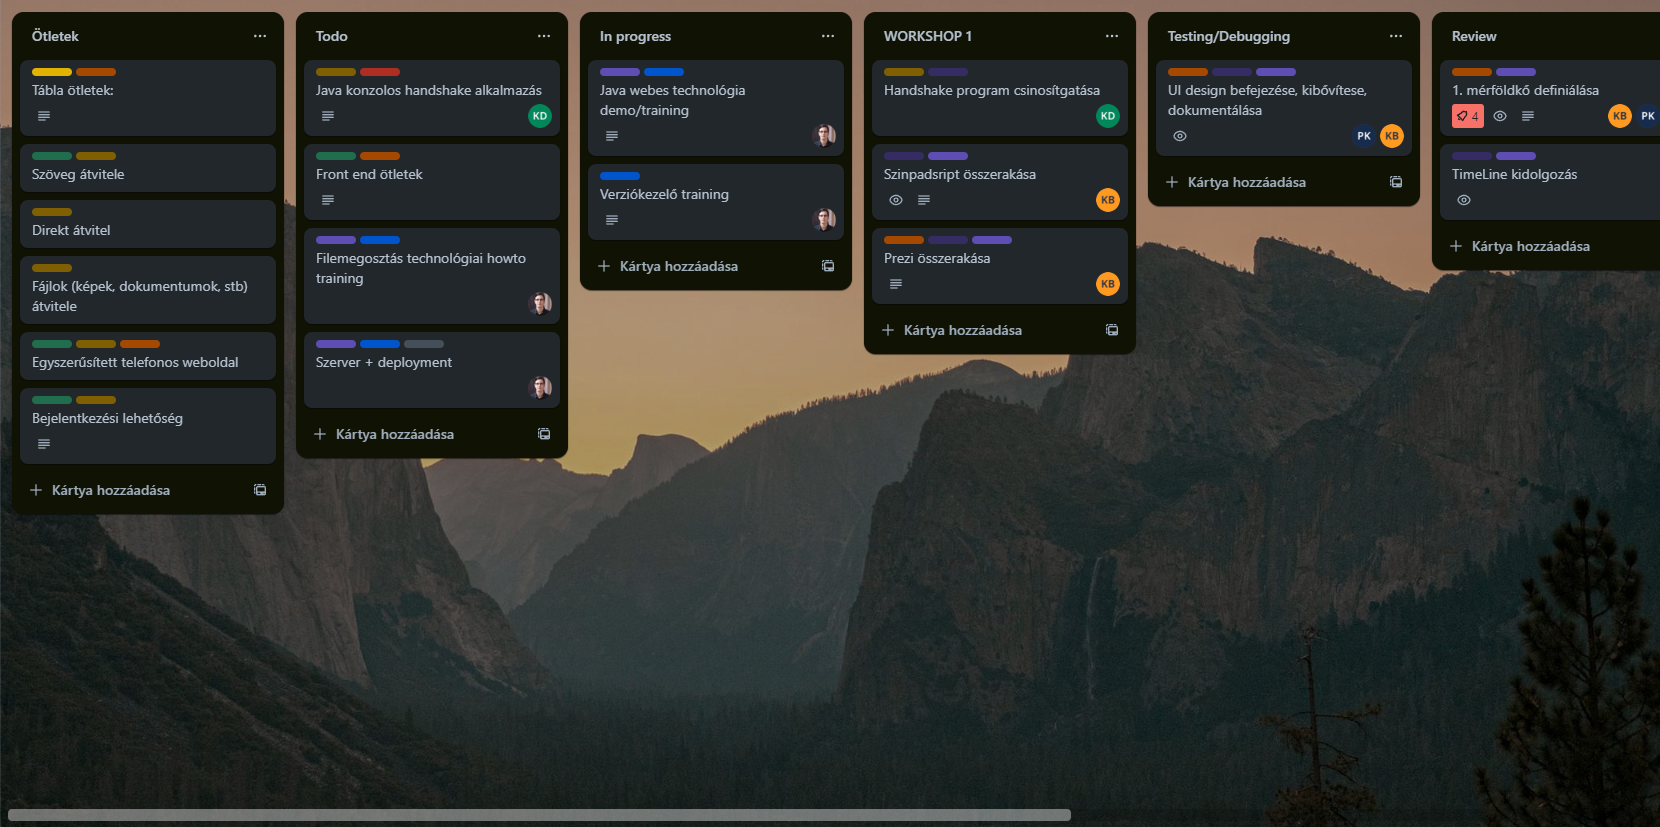 Ötletek
Tábla ötletek:
Szöveg átvitele
Direkt átvitel
Fájlok (képek, dokumentumok, stb)
átvitele
Egyszerűsített telefonos weboldal
Bejelentkezési lehetőség
Kártya hozzáadása
Todo
Java konzolos handshake alkalmazás
KD
Front end ötletek
Filemegosztás technológiai howto
training
Szerver + deployment
Kártya hozzáadása
In progress
Java webes technológia
demo/training
Verziókezelő training
Kártya hozzáadása
WORKSHOP 1
Handshake program csinosítgatása
KD
Szinpadsript összerakása
KB
Prezi összerakása
KB
Kártya hozzáadása
Testing/Debugging
UI design befejezése, kibővítese,
dokumentálása
PK KB
Kártya hozzáadása
Review
1. mérföldkő definiálása
4 KB PK
TimeLine kidolgozás
Kártya hozzáadása